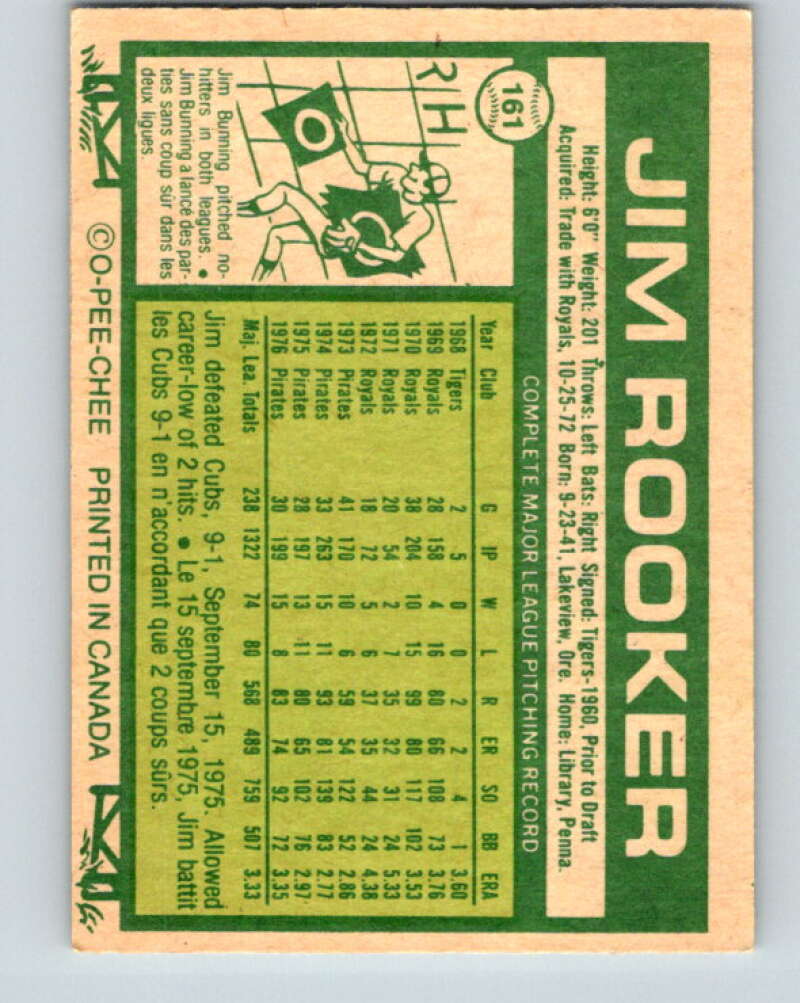 161
JIM ROOKER
Height: 6'0" Weight: 201 Throws: Left Bats: Right Signed: Tigers-1960, Prior to Draft
Acquired: Trade with Royals, 10-25-72 Born: 9-23-41, Lakeview, Ore. Home: Library, Penna.
COMPLETE MAJOR LEAGUE PITCHING RECORD
Year Club G IP W L R ER SO BB ERA
1968 Tigers 2 5 0 0 2 2 4 1 3.60
1969 Royals 28 158 4 16 80 66 108 73 3.76
1970 Royals 38 204 10 15 99 80 117 102 3.53
1971 Royals 20 54 2 7 35 32 31 24 5.33
1972 Royals 18 72 5 6 37 35 44 24 4.38
1973 Pirates 41 170 10 6 59 54 122 52 2.86
1974 Pirates 33 263 15 11 93 81 139 83 2.77
1975 Pirates 28 197 13 11 80 65 102 76 2.97
1976 Pirates 30 199 15 8 83 74 92 72 3.35
Maj. Lea. Totals 238 1322 74 80 568 489 759 507 3.33
Jim defeated Cubs, 9-1, September 15, 1975. Allowed
career-low of 2 hits. • Le 15 septembre 1975, Jim battit
les Cubs 9-1 en n'accordant que 2 coups sûrs.
R H
O
Jim Bunning pitched no-
hitters in both leagues. •
Jim Bunning a lancé des par-
ties sans coup sûr dans les
deux ligues
©O-PEE-CHEE PRINTED IN CANADA